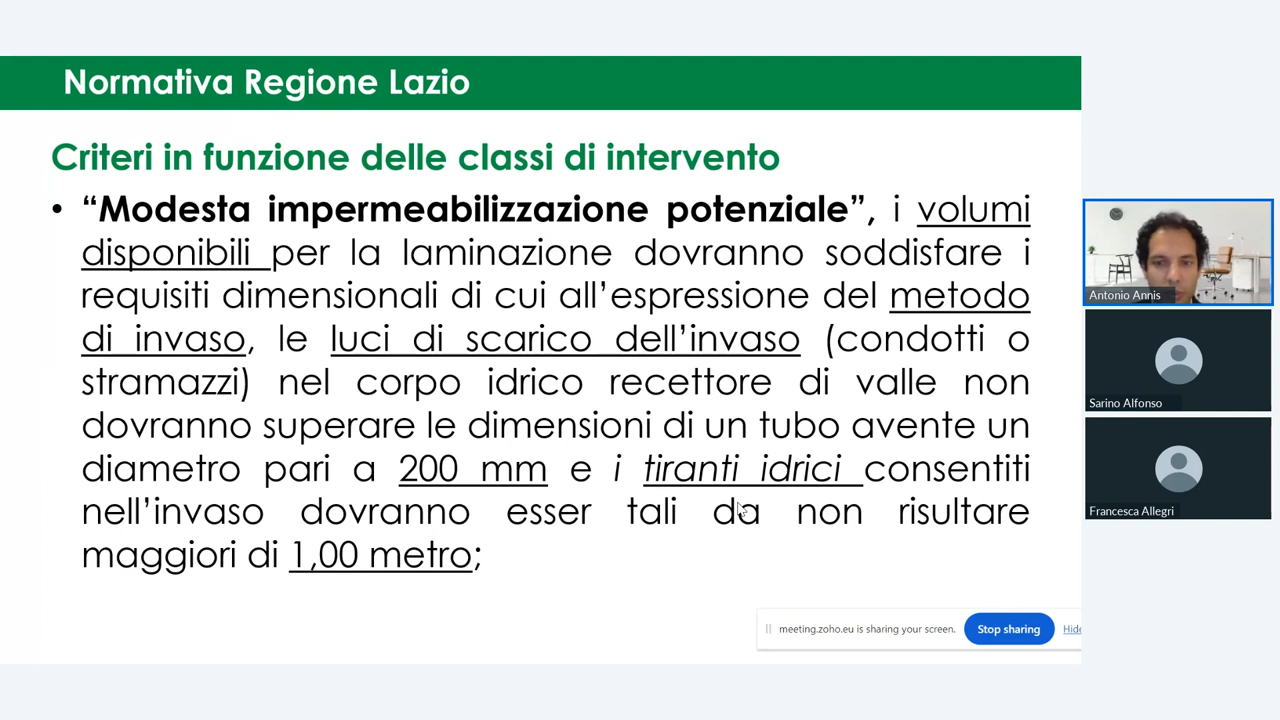 Normativa Regione Lazio
Criteri in funzione delle classi di intervento
• “Modesta impermeabilizzazione potenziale”, i volumi
disponibili per la laminazione dovranno soddisfare i
requisiti dimensionali di cui all’espressione del metodo
di invaso, le luci di scarico dell’invaso (condotti o
stramazzi) nel corpo idrico recettore di valle non
dovranno superare le dimensioni di un tubo avente un
diametro pari a 200 mm e i tiranti idrici consentiti
nell’invaso dovranno esser tali da non risultare
maggiori di 1,00 metro;
meeting.zoho.eu is sharing your screen. Stop sharing Hide
Antonio Annis
Sarino Alfonso
Francesca Allegri